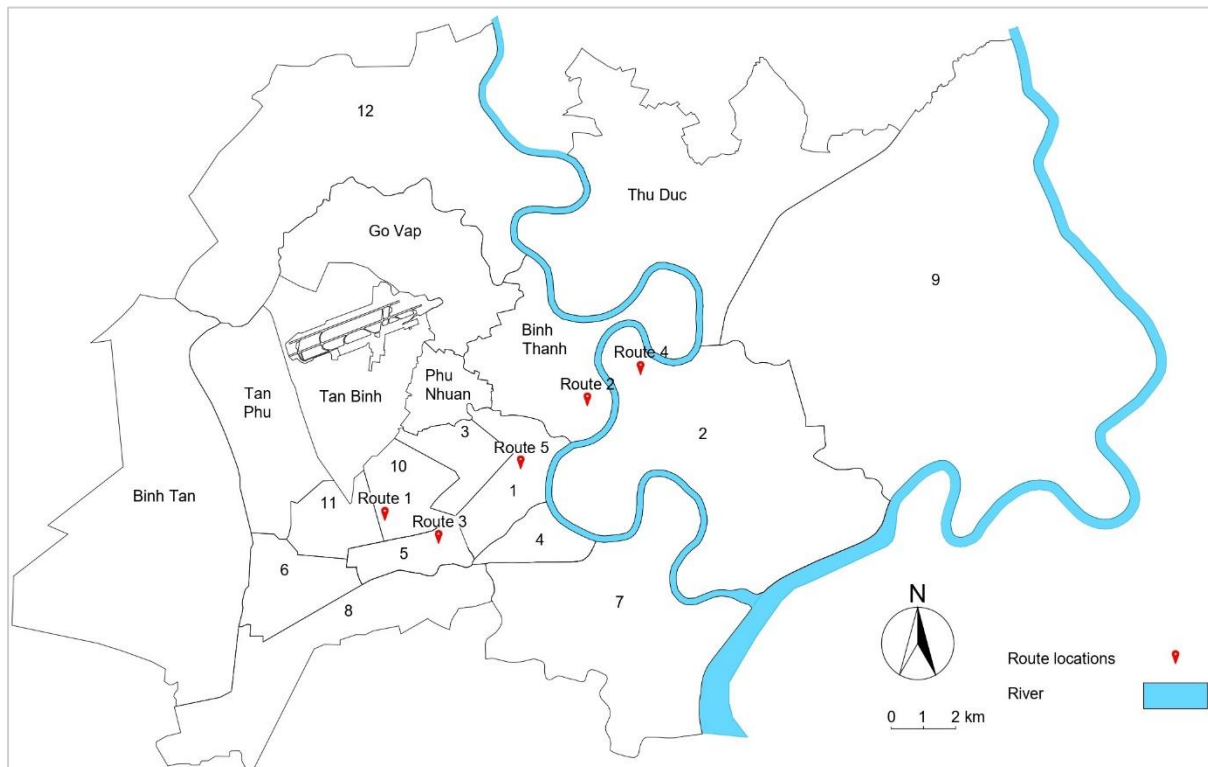 12
Thu Duc
Go Vap
9
Binh
Thanh
Route 4
Phu
Nhuan
Route 2
Tan
Phu
Tan Binh
3
2
Route 5
10
Binh Tan
11
Route 1
1
Route 3
4
5
6
7
8
N
Route locations
River
0 1 2 km